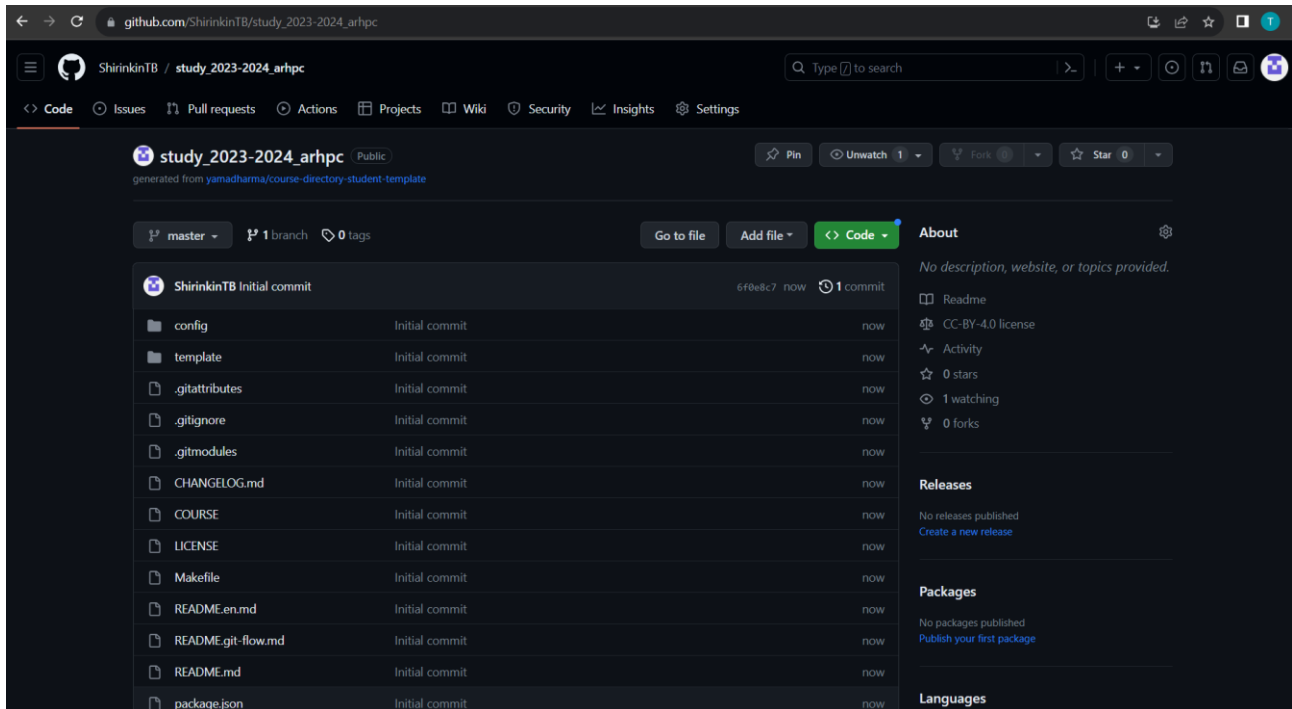 github.com/ShirinkinTB/study_2023-2024_arhpc
T
ShirinkinTB / study_2023-2024_arhpc
Type / to search
<> Code Issues Pull requests Actions Projects Wiki Security Insights Settings
study_2023-2024_arhpc Public
Pin Unwatch 1 Fork 0 Star 0
generated from yamadharma/course-directory-student-template
master 1 branch 0 tags Go to file Add file <> Code
ShirinkinTB Initial commit 6f0e8c7 now 1 commit
config Initial commit now
template Initial commit now
.gitattributes Initial commit now
.gitignore Initial commit now
.gitmodules Initial commit now
CHANGELOG.md Initial commit now
COURSE Initial commit now
LICENSE Initial commit now
Makefile Initial commit now
README.en.md Initial commit now
README.git-flow.md Initial commit now
README.md Initial commit now
package.json Initial commit now
About
No description, website, or topics provided.
Readme
CC-BY-4.0 license
Activity
0 stars
1 watching
0 forks
Releases
No releases published
Create a new release
Packages
No packages published
Publish your first package
Languages